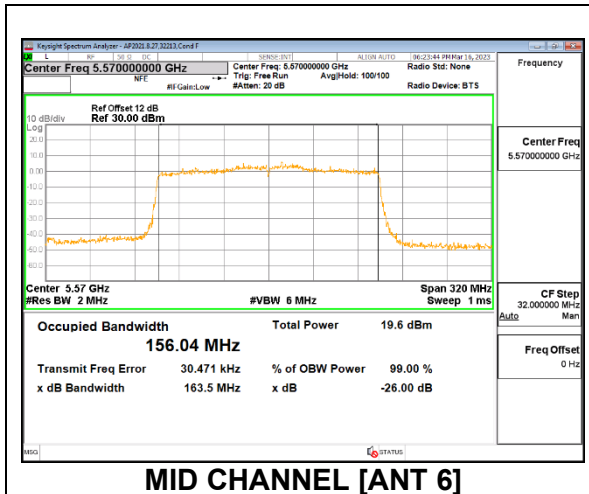 Keysight Spectrum Analyzer - AP2021.8.27,32213,Cond F
L RF 50 Ω DC SENSE:INT ALIGN AUTO 06:23:44 PM Mar 16, 2023
Center Freq 5.570000000 GHz Center Freq: 5.570000000 GHz Radio Std: None Frequency
NFE Trig: Free Run Avg|Hold: 100/100
#IFGain:Low #Atten: 20 dB Radio Device: BTS
Ref Offset 12 dB
10 dB/div Ref 30.00 dBm
Log
20.0
10.0
0.00
-10.0
-20.0
-30.0
-40.0
-50.0
-60.0
Center Freq
5.570000000 GHz
Center 5.57 GHz Span 320 MHz
#Res BW 2 MHz #VBW 6 MHz Sweep 1 ms
CF Step
32.000000 MHz
Auto Man
Occupied Bandwidth Total Power 19.6 dBm
156.04 MHz
Transmit Freq Error 30.471 kHz % of OBW Power 99.00 %
x dB Bandwidth 163.5 MHz x dB -26.00 dB
Freq Offset
0 Hz
MSG STATUS
MID CHANNEL [ANT 6]